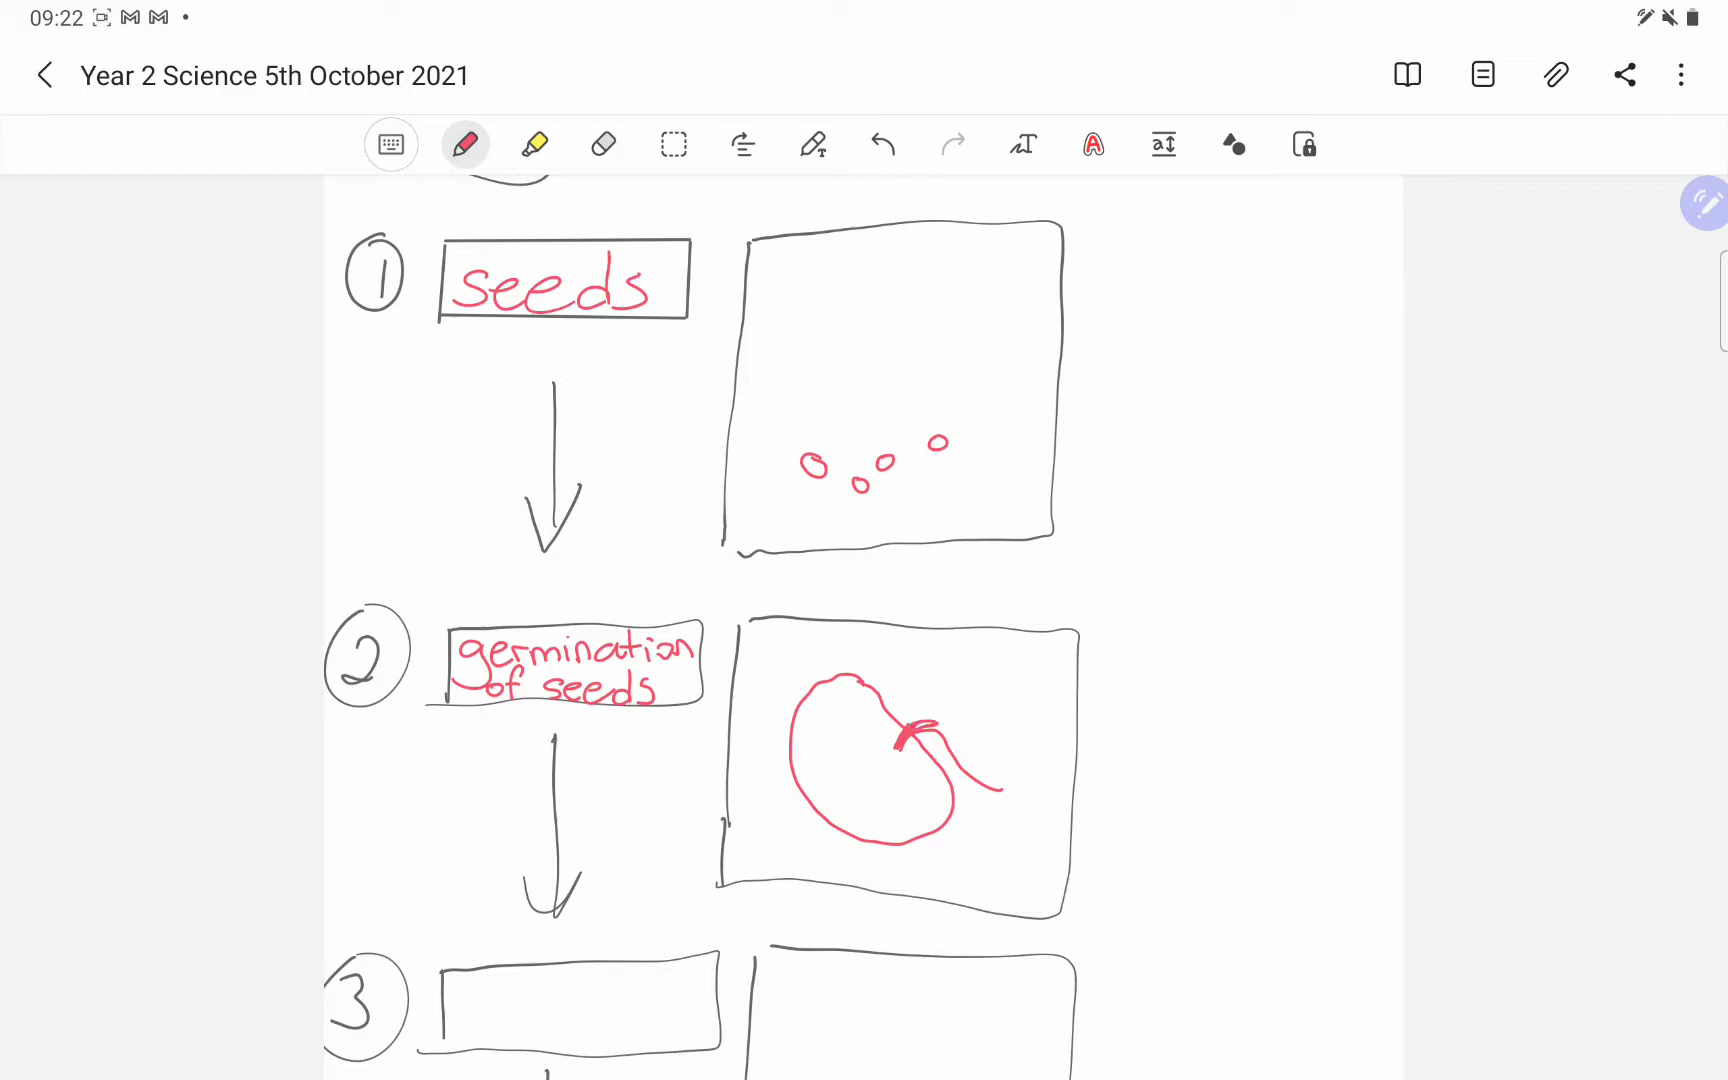 09:22
Year 2 Science 5th October 2021
1
seeds
2
germination
of seeds
3